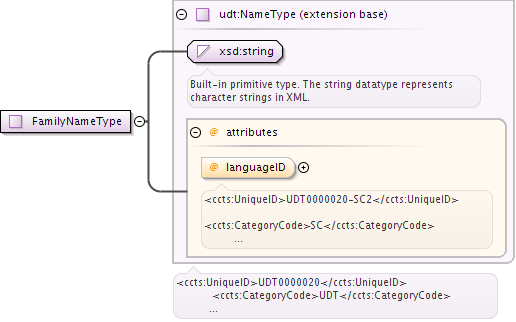 udt:NameType (extension base)
xsd:string
Built-in primitive type. The string datatype represents
character strings in XML.
FamilyNameType
@ attributes
@ languageID
<ccts:UniqueID>UDT0000020-SC2</ccts:UniqueID>
<ccts:CategoryCode>SC</ccts:CategoryCode>
...
<ccts:UniqueID>UDT0000020</ccts:UniqueID>
<ccts:CategoryCode>UDT</ccts:CategoryCode>
...